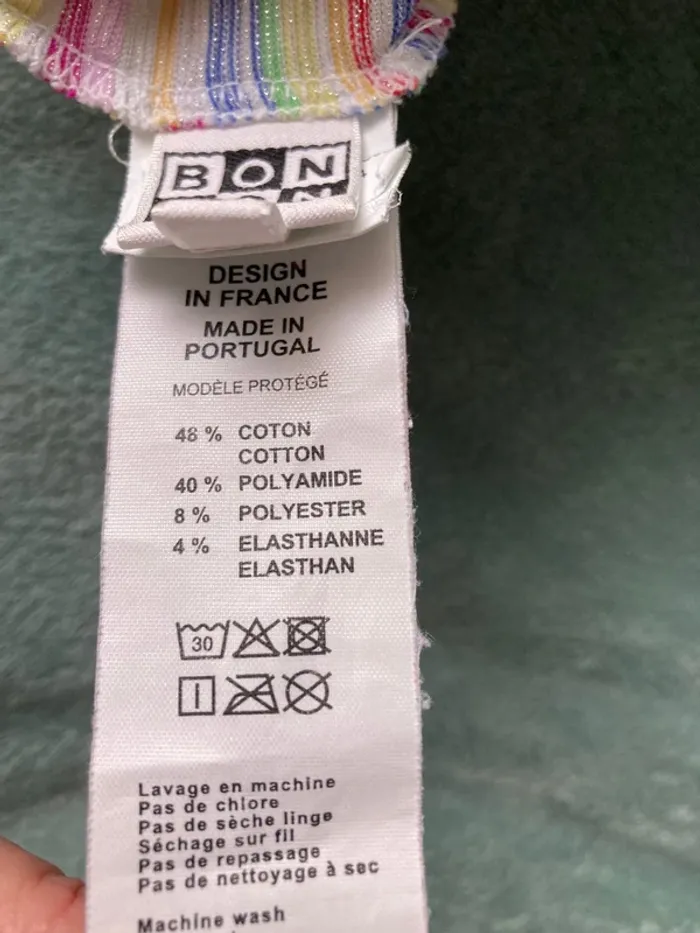 BON
DESIGN
IN FRANCE
MADE IN
PORTUGAL
MODÈLE PROTÉGÉ
48 % COTON
COTTON
40 % POLYAMIDE
8 % POLYESTER
4 % ELASTHANNE
ELASTHAN
30
Lavage en machine
Pas de chlore
Pas de sèche linge
Séchage sur fil
Pas de repassage
Pas de nettoyage à sec
Machine wash